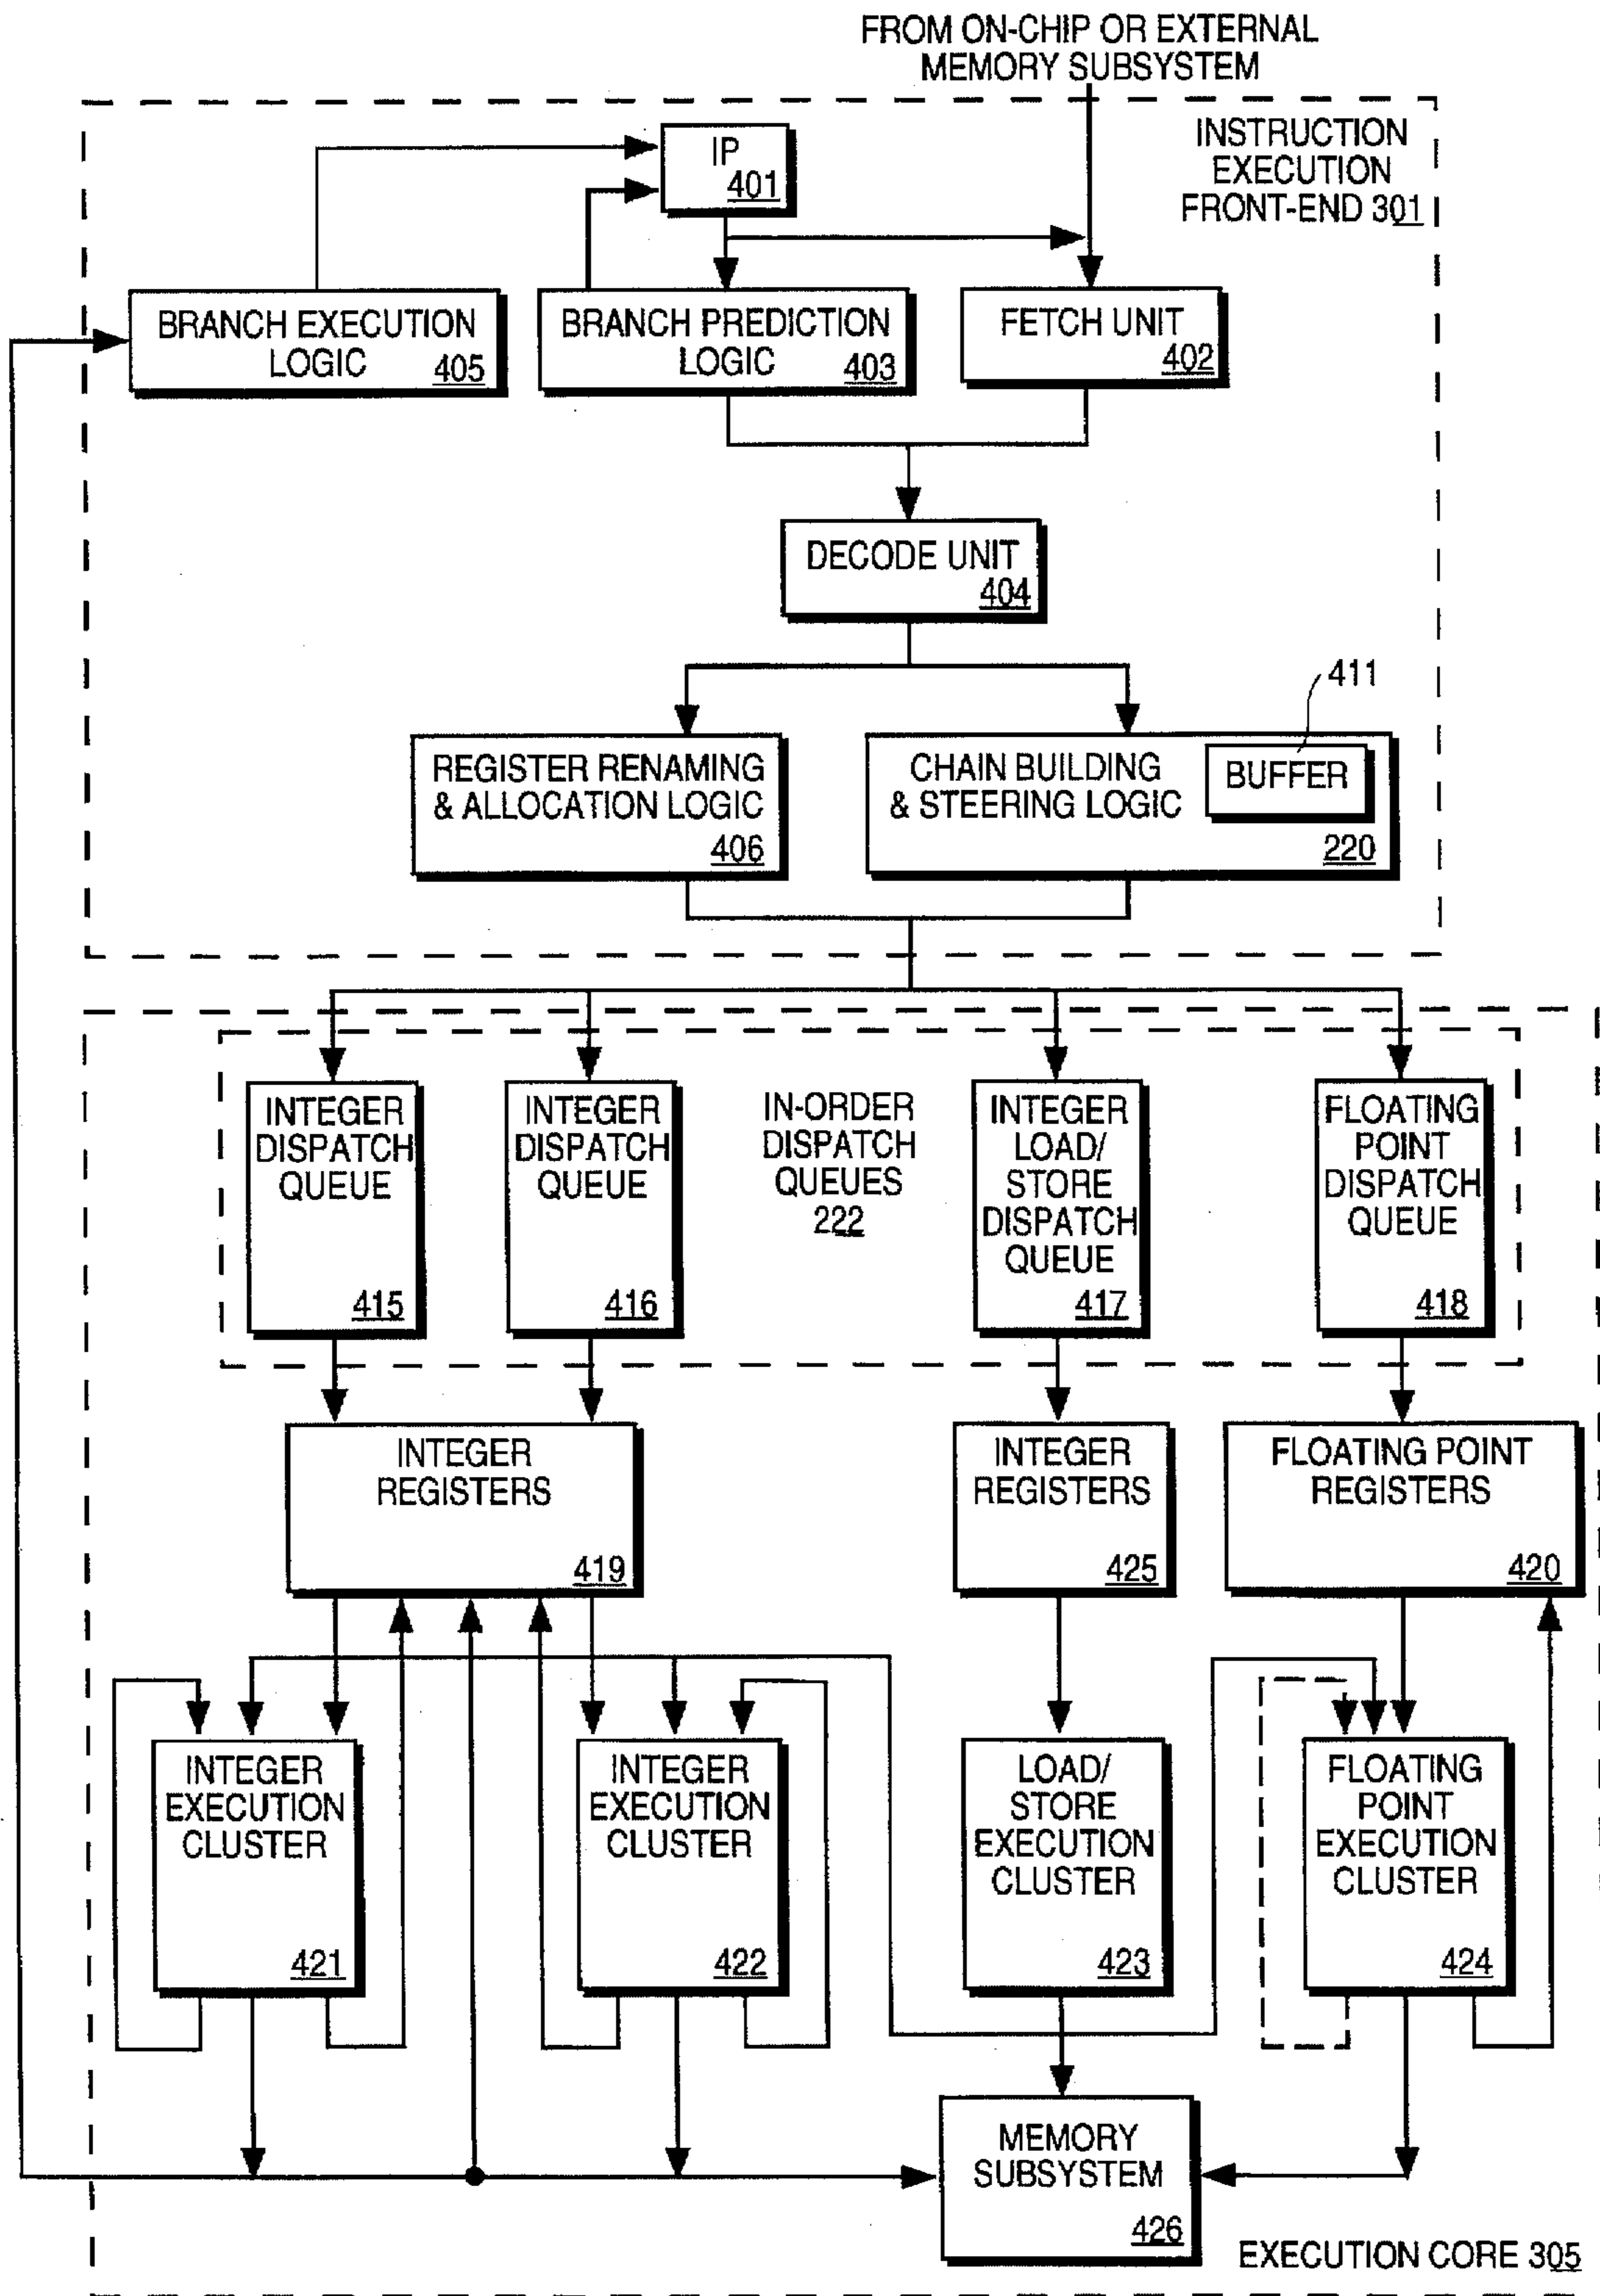 FROM ON-CHIP OR EXTERNAL
MEMORY SUBSYSTEM
INSTRUCTION
EXECUTION
FRONT-END 301
IP
401
BRANCH EXECUTION
LOGIC
405
BRANCH PREDICTION
LOGIC
403
FETCH UNIT
402
DECODE UNIT
404
411
REGISTER RENAMING
& ALLOCATION LOGIC
406
CHAIN BUILDING
& STEERING LOGIC
BUFFER
220
INTEGER
DISPATCH
QUEUE
415
INTEGER
DISPATCH
QUEUE
416
IN-ORDER
DISPATCH
QUEUES
222
INTEGER
LOAD/
STORE
DISPATCH
QUEUE
417
FLOATING
POINT
DISPATCH
QUEUE
418
INTEGER
REGISTERS
419
INTEGER
REGISTERS
425
FLOATING POINT
REGISTERS
420
INTEGER
EXECUTION
CLUSTER
421
INTEGER
EXECUTION
CLUSTER
422
LOAD/
STORE
EXECUTION
CLUSTER
423
FLOATING
POINT
EXECUTION
CLUSTER
424
MEMORY
SUBSYSTEM
426
EXECUTION CORE 305